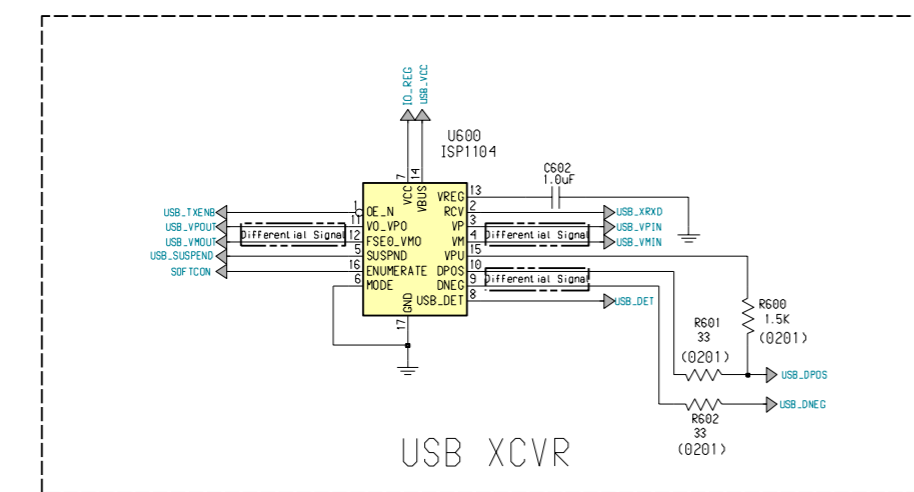 IO_REG
USB_VCC
U600
ISP1104
C602
1.0uF
7
14
VCC
VBUS
13
VREG
USB_TXENB
1
OE_N
RCV
2
USB_XRXD
USB_VPOUT
11
VO_VPO
VP
3
USB_VPIN
Differential Signal
Differential Signal
USB_VMOUT
12
FSE0_VMO
VM
4
USB_VMIN
USB_SUSPEND
5
SUSPND
VPU
15
SOFTCON
16
ENUMERATE
DPOS
10
6
MODE
DNEG
9
Differential Signal
USB_DET
8
USB_DET
GND
17
R600
1.5K
(0201)
R601
33
(0201)
USB_DPOS
USB_DNEG
R602
33
(0201)
USB XCVR